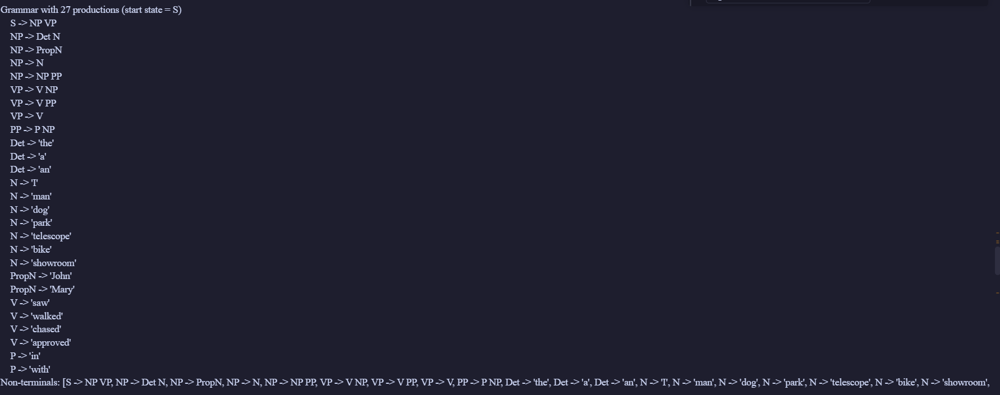 Grammar with 27 productions (start state = S)
S -> NP VP
NP -> Det N
NP -> PropN
NP -> N
NP -> NP PP
VP -> V NP
VP -> V PP
VP -> V
PP -> P NP
Det -> 'the'
Det -> 'a'
Det -> 'an'
N -> 'I'
N -> 'man'
N -> 'dog'
N -> 'park'
N -> 'telescope'
N -> 'bike'
N -> 'showroom'
PropN -> 'John'
PropN -> 'Mary'
V -> 'saw'
V -> 'walked'
V -> 'chased'
V -> 'approved'
P -> 'in'
P -> 'with'
Non-terminals: [S -> NP VP, NP -> Det N, NP -> PropN, NP -> N, NP -> NP PP, VP -> V NP, VP -> V PP, VP -> V, PP -> P NP, Det -> 'the', Det -> 'a', Det -> 'an', N -> 'I', N -> 'man', N -> 'dog', N -> 'park', N -> 'telescope', N -> 'bike', N -> 'showroom',